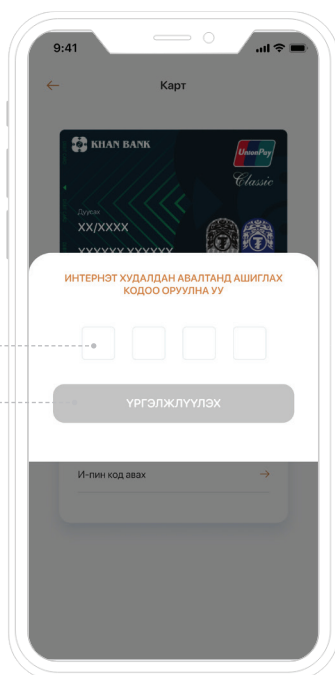 9:41
Карт
KHAN BANK
UnionPay
Classic
Дуусах
XX/XXXX
XXXXXX XXXXXX
ИНТЕРНЭТ ХУДАЛДАН АВАЛТАНД АШИГЛАХ
КОДОО ОРУУЛНА УУ
ҮРГЭЛЖЛҮҮЛЭХ
И-пин код авах